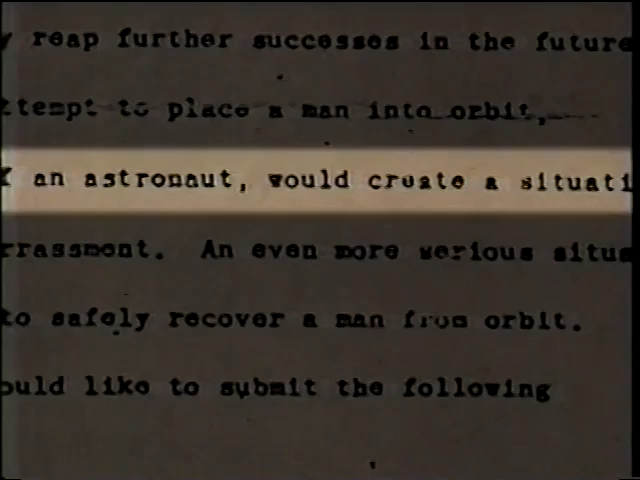 y reap further successes in the future
ttempt to place a man into orbit,
an astronaut, would create a situati
rrassment. An even more serious situa
to safely recover a man from orbit.
ould like to submit the following